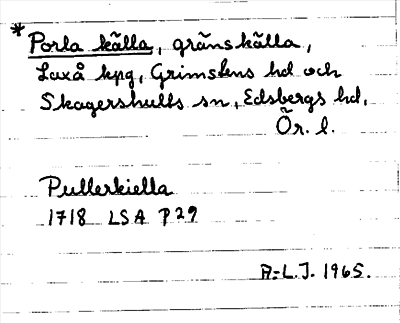 * Porla källa, gränskälla,
Laxå kpg, Grimstens hd och
Skagershults sn, Edsbergs hd,
Ör. l.
Pullerkiella
1718 LSA P29
A-L.J. 1965.